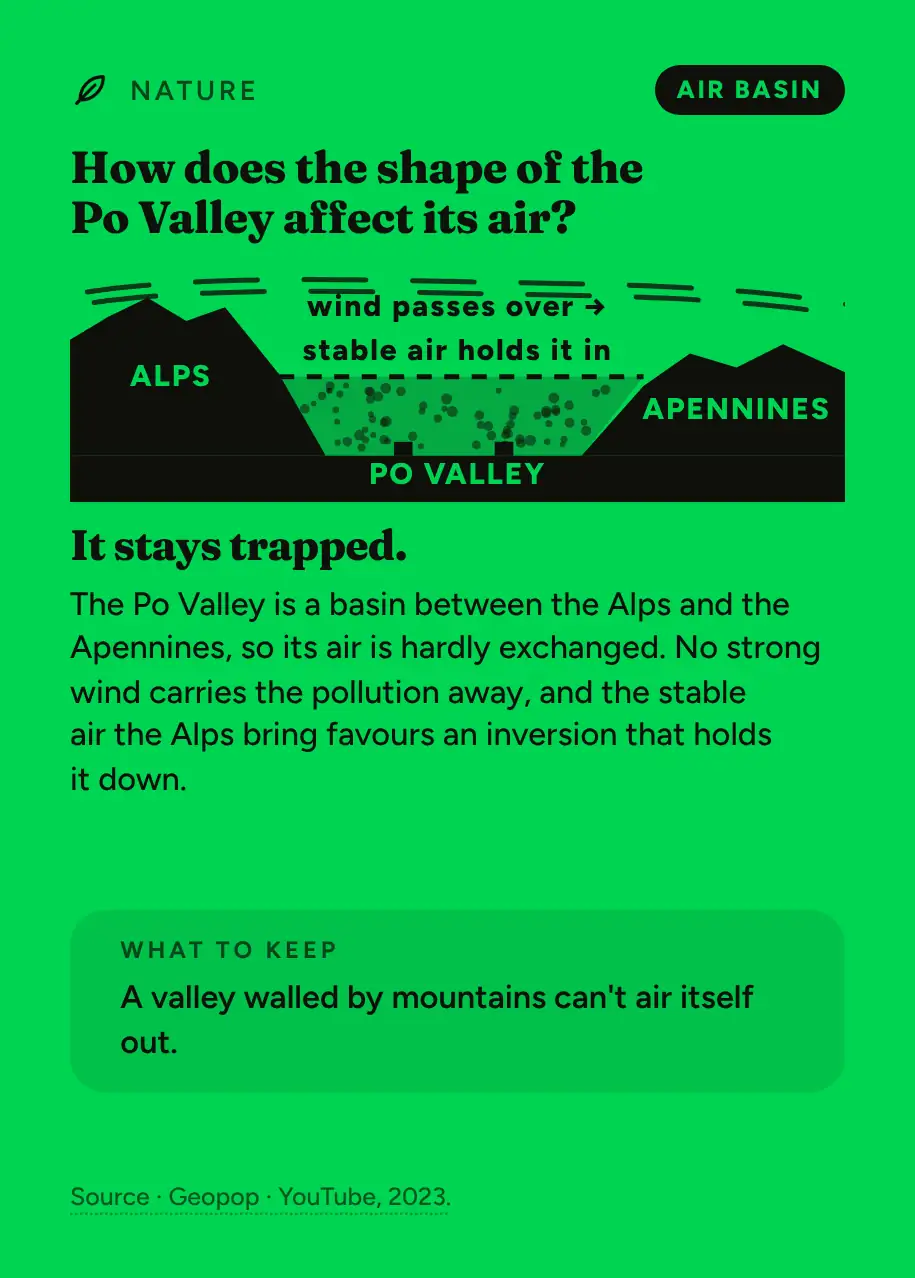 NATURE
AIR BASIN
How does the shape of the
Po Valley affect its air?
wind passes over →
stable air holds it in
ALPS
APENNINES
PO VALLEY
It stays trapped.
The Po Valley is a basin between the Alps and the
Apennines, so its air is hardly exchanged. No strong
wind carries the pollution away, and the stable
air the Alps bring favours an inversion that holds
it down.
WHAT TO KEEP
A valley walled by mountains can't air itself
out.
Source · Geopop · YouTube, 2023.